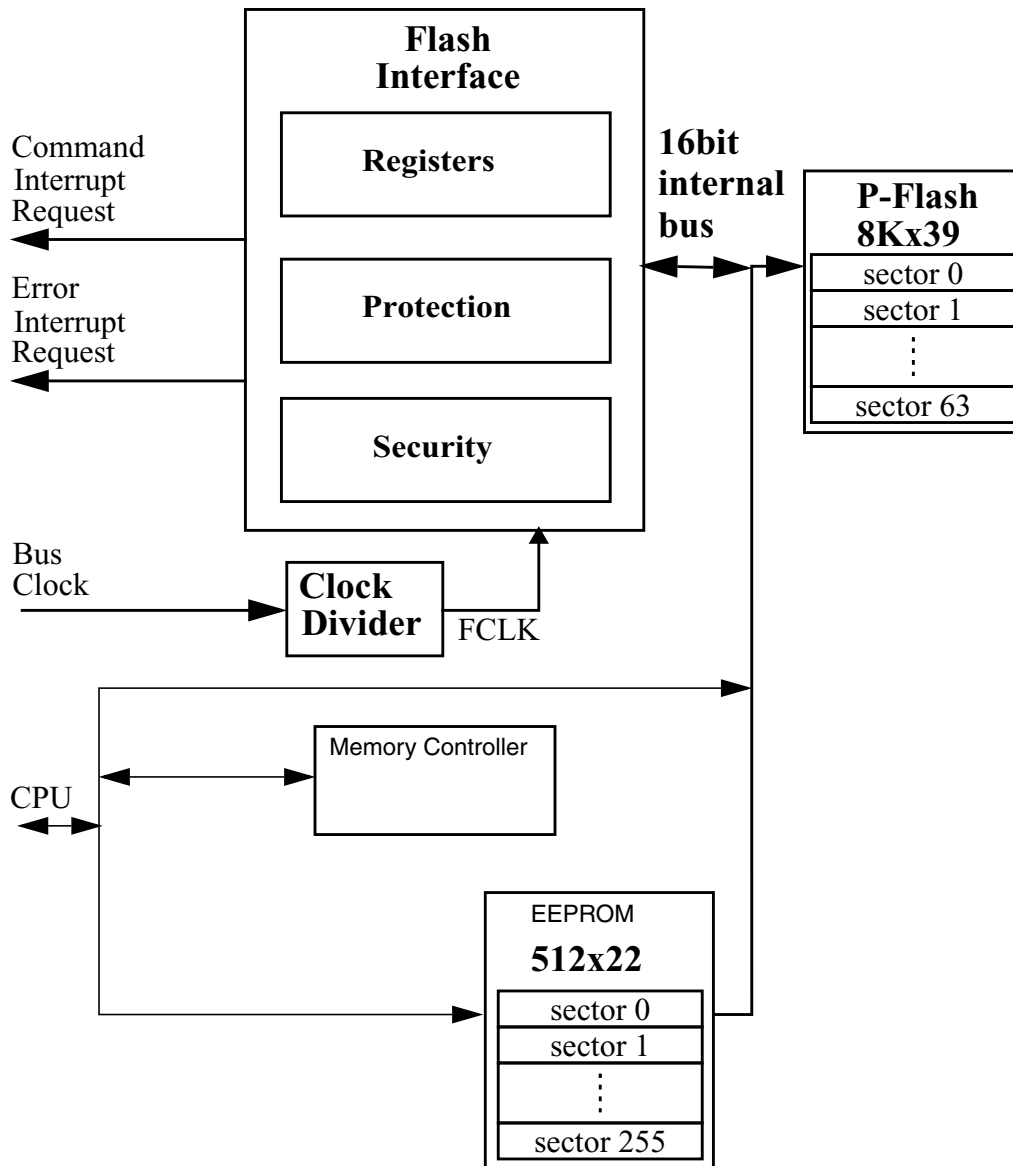 Flash
Interface
Registers
Protection
Security
Command
Interrupt
Request
Error
Interrupt
Request
16bit
internal
bus
P-Flash
8Kx39
sector 0
sector 1
sector 63
Bus
Clock
Clock
Divider
FCLK
Memory Controller
CPU
EEPROM
512x22
sector 0
sector 1
sector 255